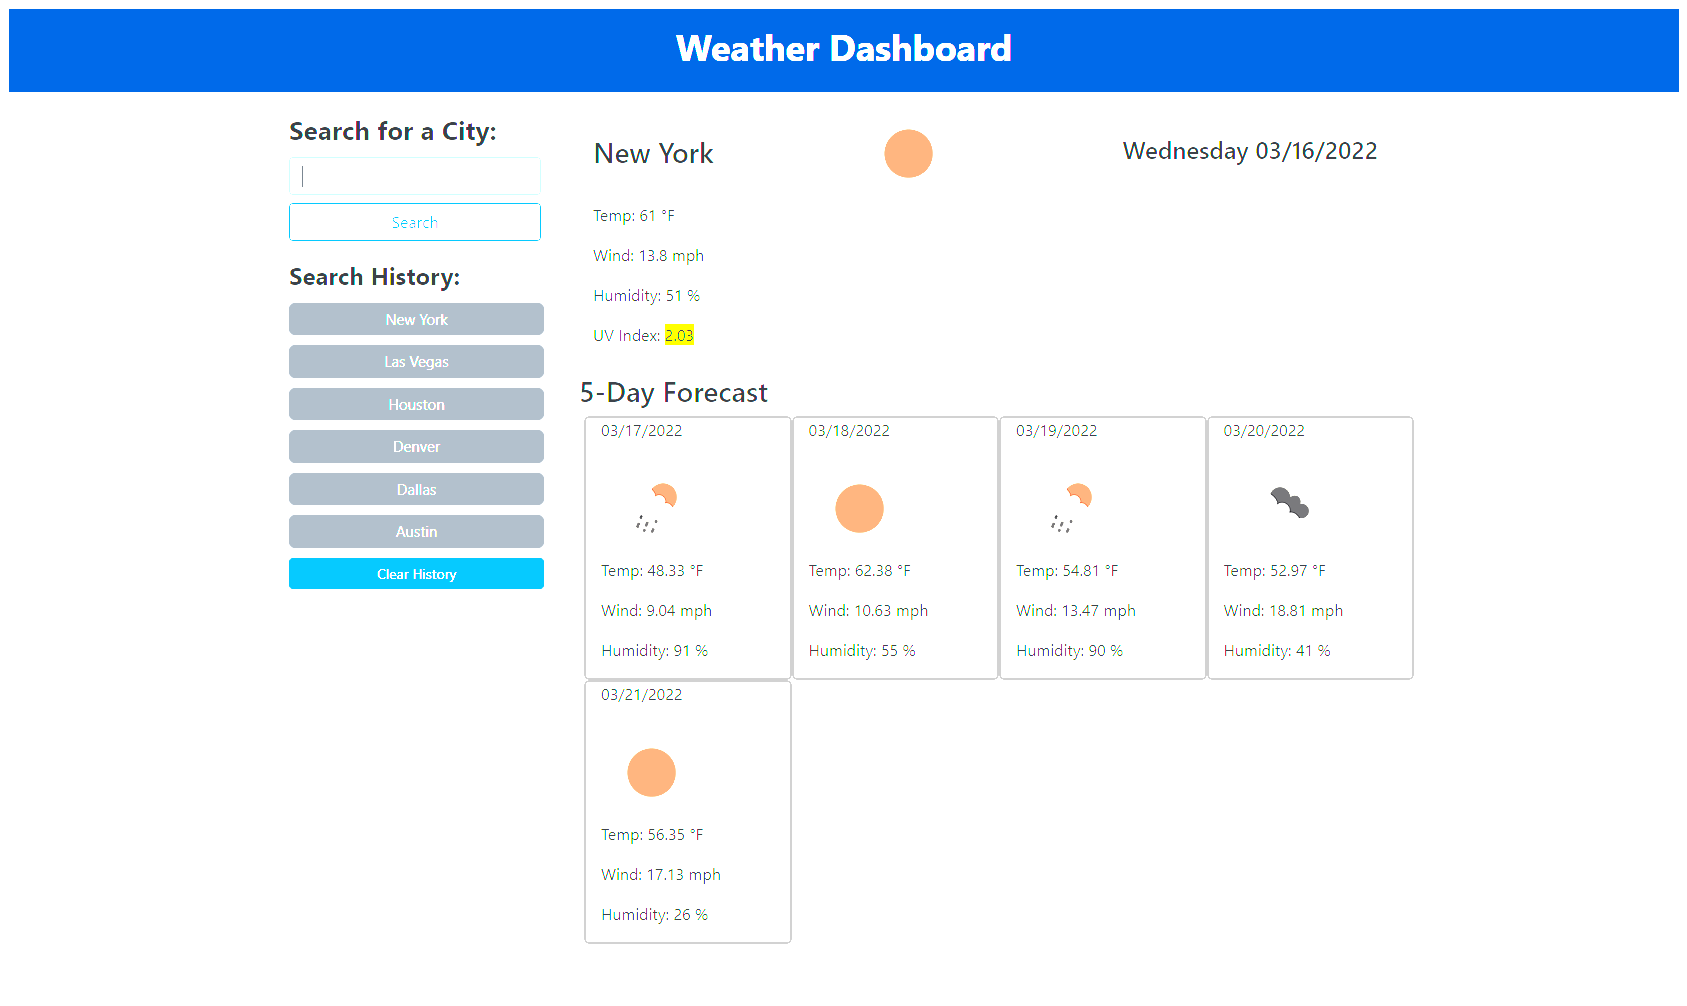 Weather Dashboard
Search for a City:
Search
Search History:
New York
Las Vegas
Houston
Denver
Dallas
Austin
Clear History
New York
Wednesday 03/16/2022
Temp: 61 °F
Wind: 13.8 mph
Humidity: 51 %
UV Index: 2.03
5-Day Forecast
03/17/2022
Temp: 48.33 °F
Wind: 9.04 mph
Humidity: 91 %
03/18/2022
Temp: 62.38 °F
Wind: 10.63 mph
Humidity: 55 %
03/19/2022
Temp: 54.81 °F
Wind: 13.47 mph
Humidity: 90 %
03/20/2022
Temp: 52.97 °F
Wind: 18.81 mph
Humidity: 41 %
03/21/2022
Temp: 56.35 °F
Wind: 17.13 mph
Humidity: 26 %